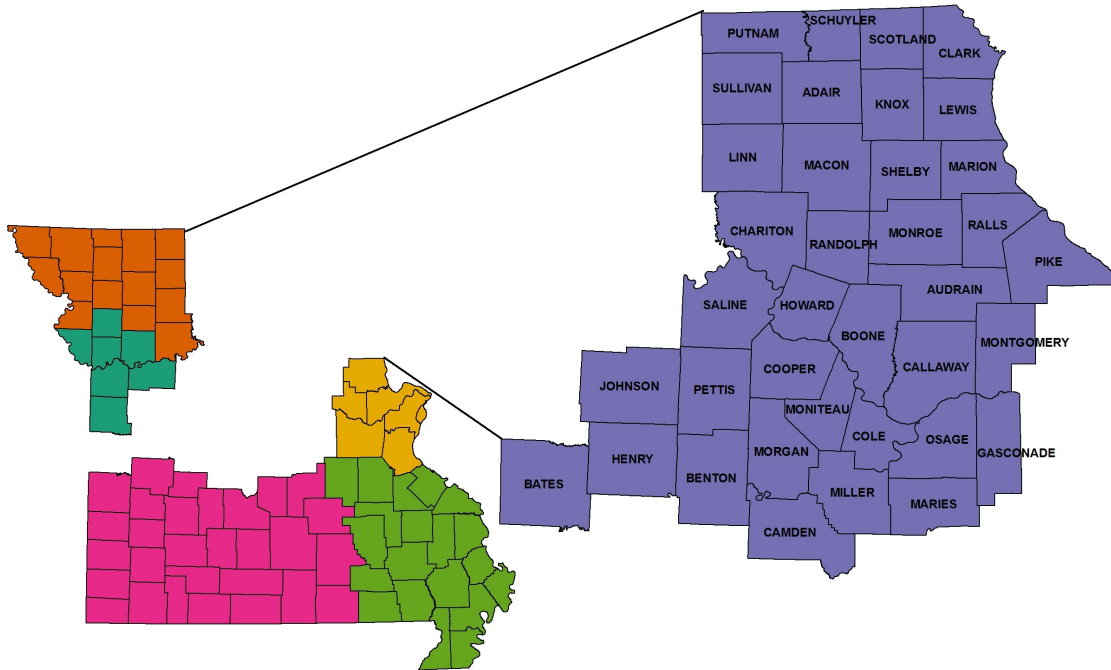 SCHUYLER
PUTNAM
SCOTLAND
CLARK
SULLIVAN
ADAIR
KNOX
LEWIS
LINN
MACON
SHELBY
MARION
CHARITON
RANDOLPH
MONROE
RALLS
PIKE
SALINE
HOWARD
AUDRAIN
BOONE
MONTGOMERY
JOHNSON
PETTIS
COOPER
CALLAWAY
MONITEAU
HENRY
BENTON
MORGAN
COLE
OSAGE
GASCONADE
BATES
MILLER
MARIES
CAMDEN